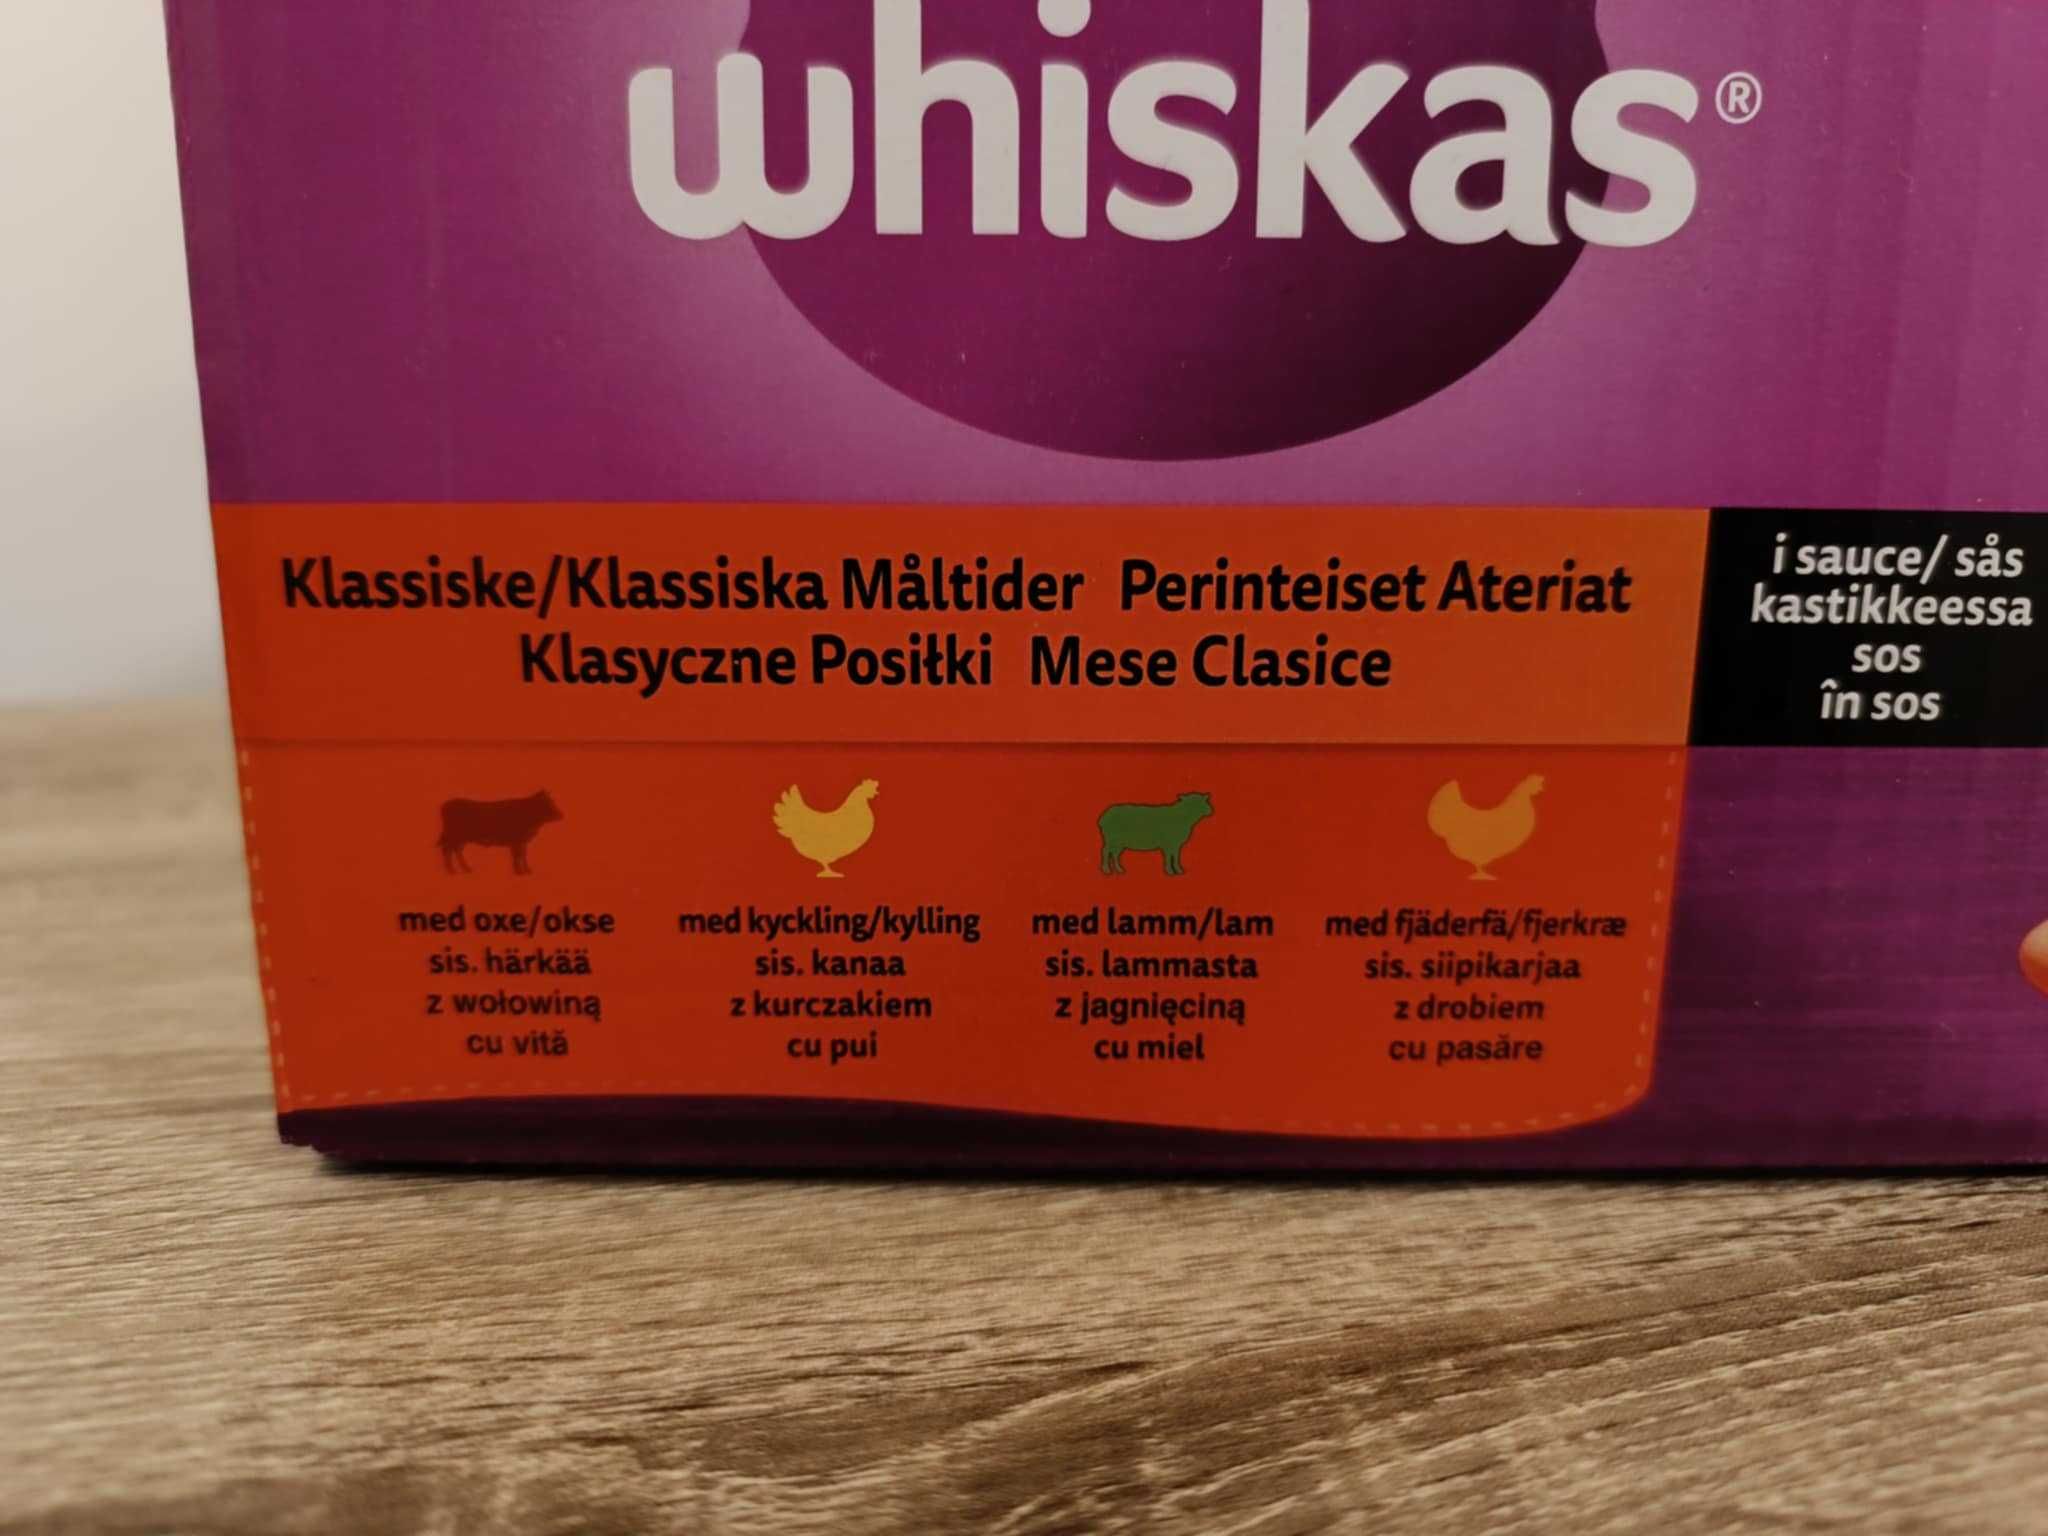 whiskas®
Klassiske/Klassiska Måltider Perinteiset Ateriat
Klasyczne Posiłki Mese Clasice
i sauce/ sås
kastikkeessa
sos
în sos
med oxe/okse
sis. härkää
z wołowiną
cu vită
med kyckling/kylling
sis. kanaa
z kurczakiem
cu pui
med lamm/lam
sis. lammasta
z jagnięciną
cu miel
med fjäderfä/fjerkræ
sis. siipikarjaa
z drobiem
cu pasăre